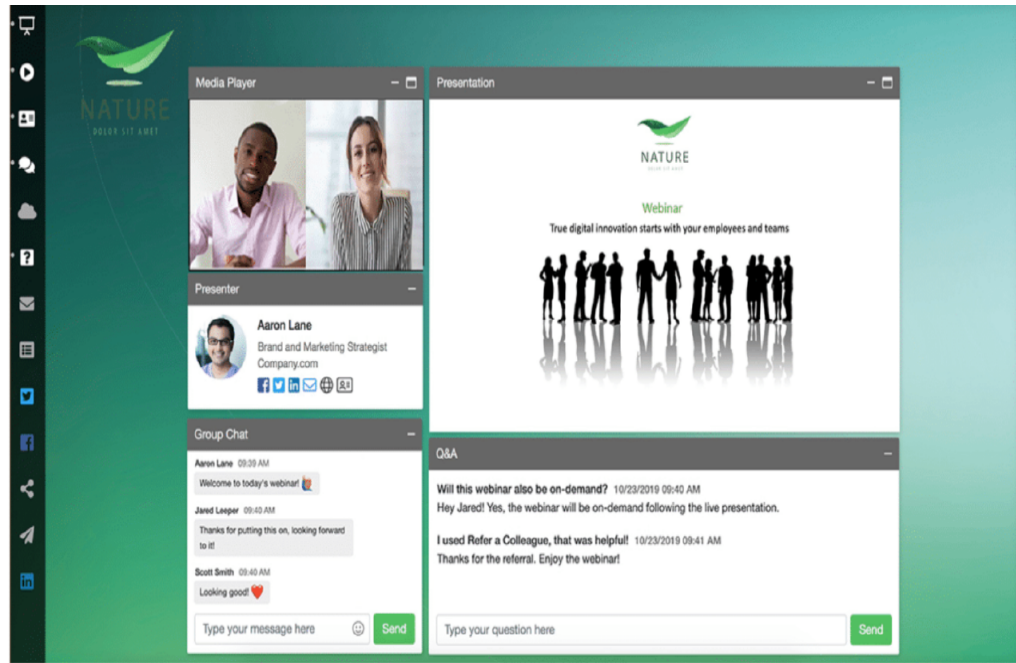 NATURE
DOLOR SIT AMET
Media Player
Presentation
NATURE
Webinar
True digital innovation starts with your employees and teams
Presenter
Aaron Lane
Brand and Marketing Strategist
Company.com
Group Chat
Aaron Lane 09:39 AM
Welcome to today's webinar! 🙋
Jared Leeper 09:40 AM
Thanks for putting this on, looking forward
to it!
Scott Smith 09:40 AM
Looking good! ❤️
Type your message here
Send
Q&A
Will this webinar also be on-demand? 10/23/2019 09:40 AM
Hey Jared! Yes, the webinar will be on-demand following the live presentation.
I used Refer a Colleague, that was helpful! 10/23/2019 09:41 AM
Thanks for the referral. Enjoy the webinar!
Type your question here
Send